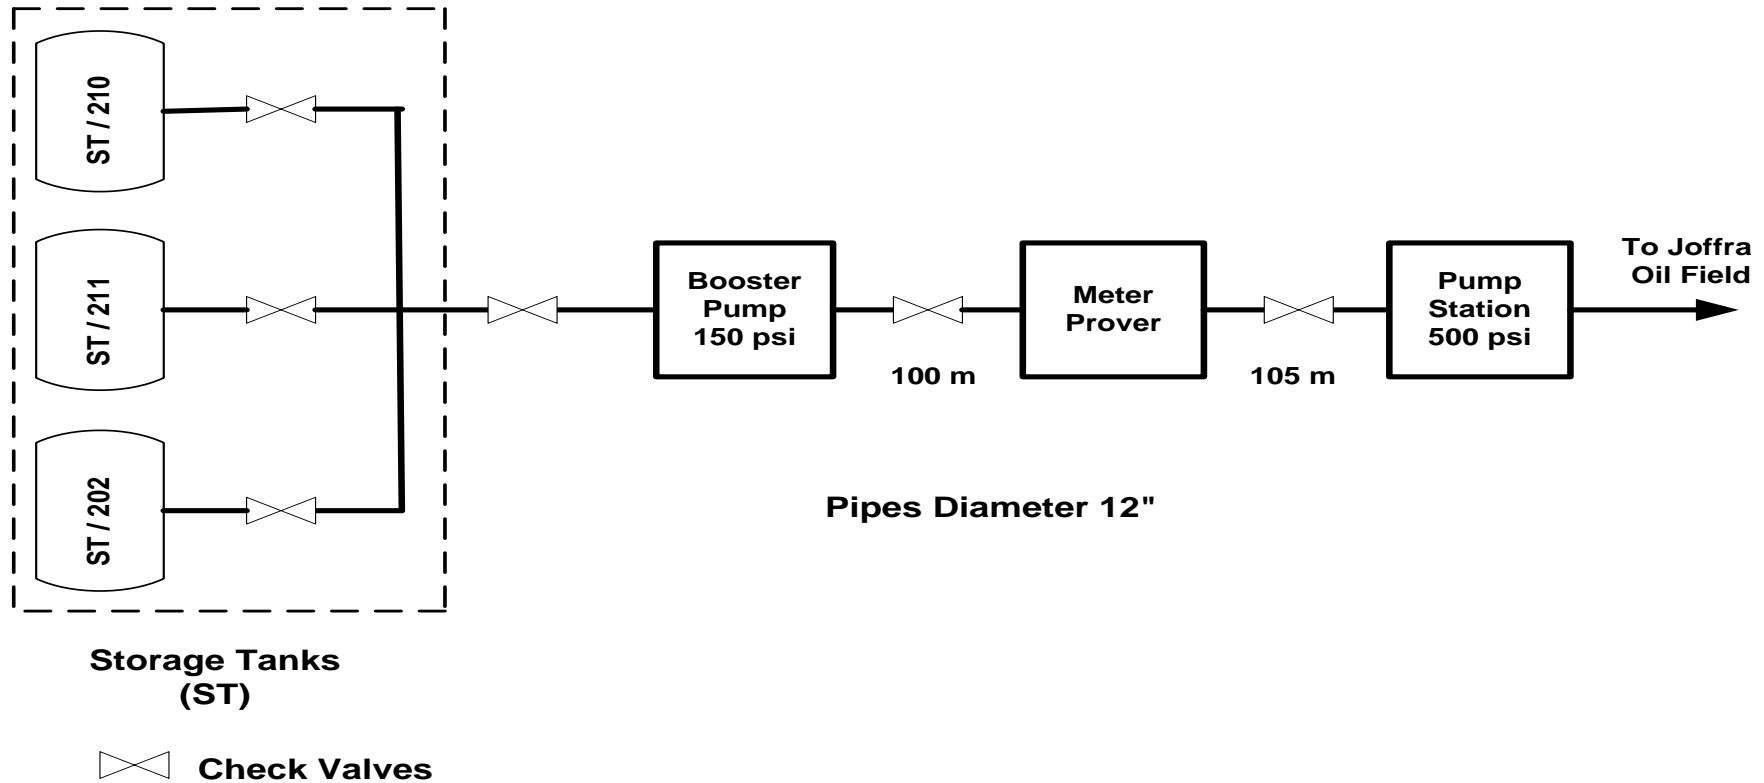 ST / 210
ST / 211
ST / 202
Booster
Pump
150 psi
100 m
Meter
Prover
105 m
Pump
Station
500 psi
To Joffra
Oil Field
Pipes Diameter 12"
Storage Tanks
(ST)
Check Valves